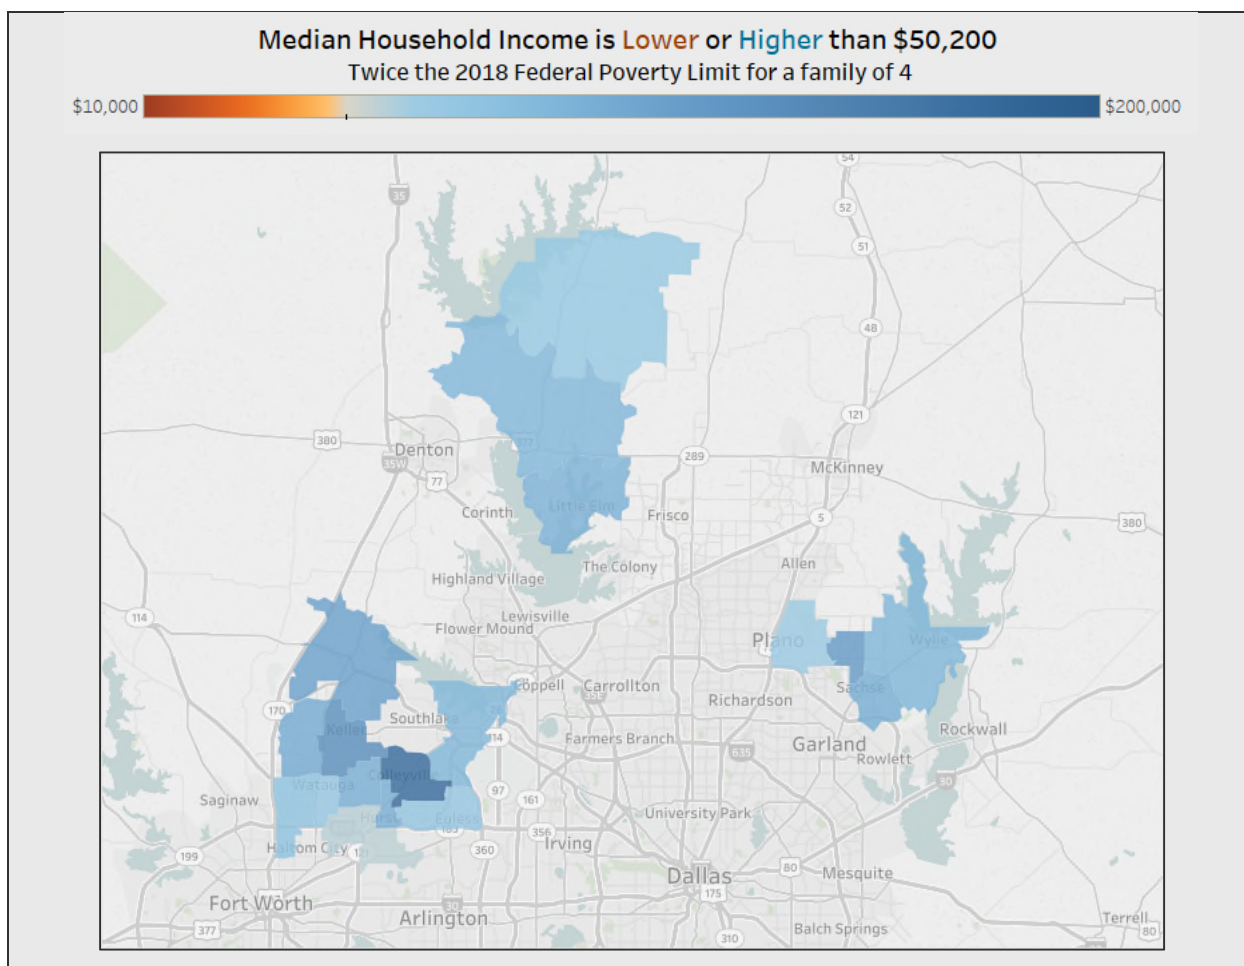 Median Household Income is Lower or Higher than $50,200
Twice the 2018 Federal Poverty Limit for a family of 4
$10,000
$200,000
54
35
52
51
48
121
380
377
Denton
289
35W
McKinney
77
Little Elm
Corinth
Frisco
5
380
The Colony
Allen
Highland Village
114
Lewisville
Flower Mound
Plano
Wylie
Coppell
Carrollton
Sachse
35E
Richardson
170
26
Southlake
Keller
114
Farmers Branch
Rockwall
635
Garland
Rowlett
Colleyville
30
Watauga
97
Saginaw
161
University Park
Hurst
Euless
183
356
Haltom City
121
360
Irving
199
Dallas
80
Mesquite
175
Fort Worth
30
Arlington
Terrell
377
Balch Springs
80
310